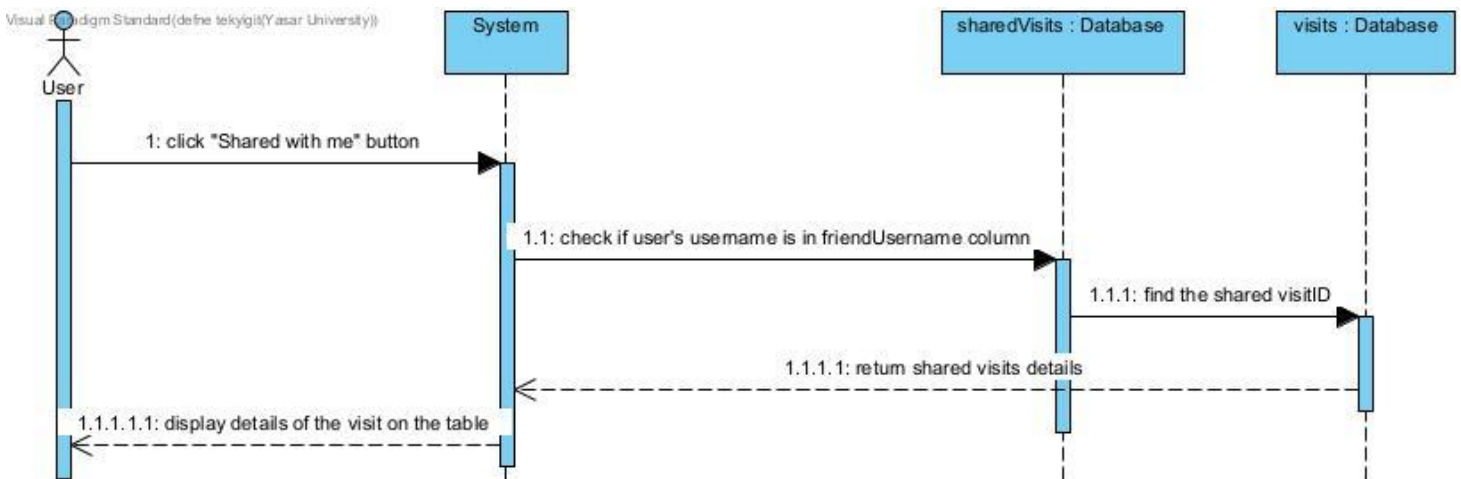 Visual Paradigm Standard(defne tekyigit(Yasar University))
User
System
sharedVisits : Database
visits : Database
1: click "Shared with me" button
1.1: check if user's username is in friendUsername column
1.1.1: find the shared visitID
1.1.1.1: return shared visits details
1.1.1.1.1: display details of the visit on the table